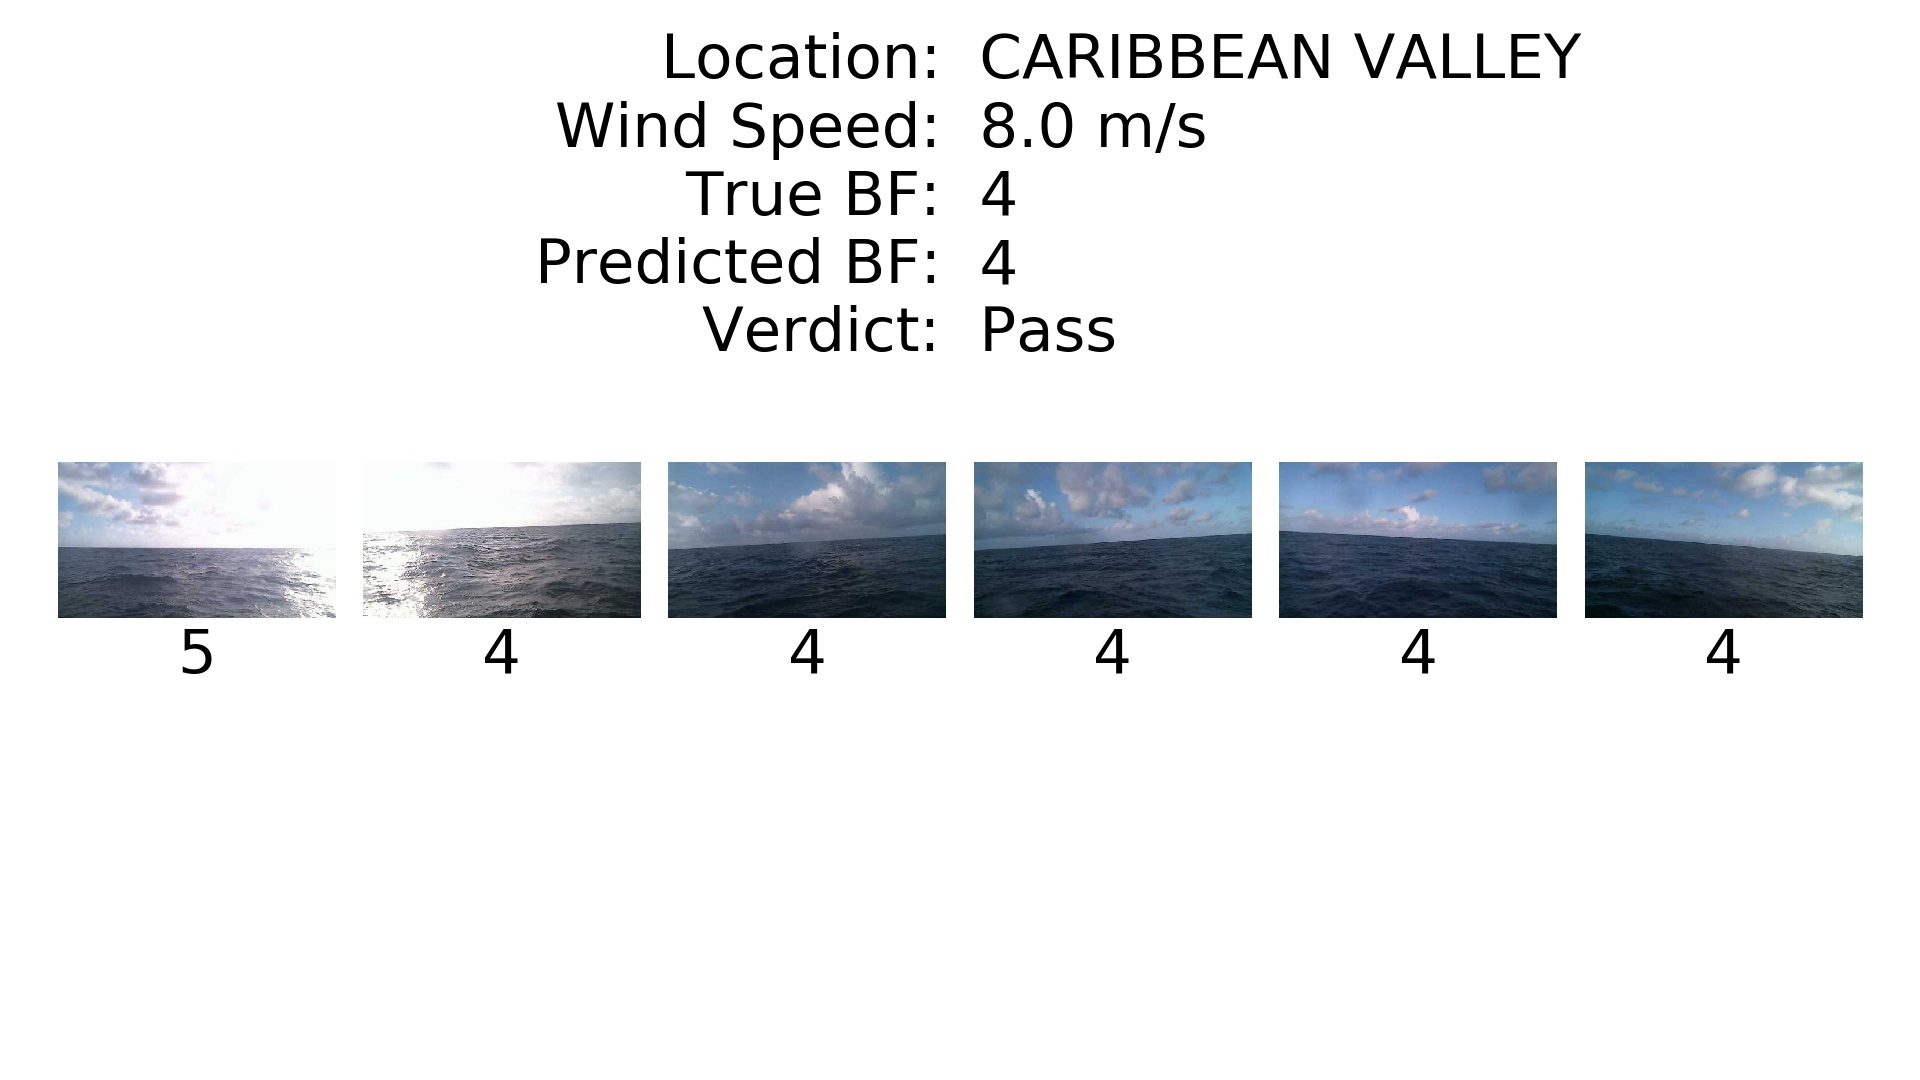 Location: CARIBBEAN VALLEY
Wind Speed: 8.0 m/s
True BF: 4
Predicted BF: 4
Verdict: Pass
5 4 4 4 4 4